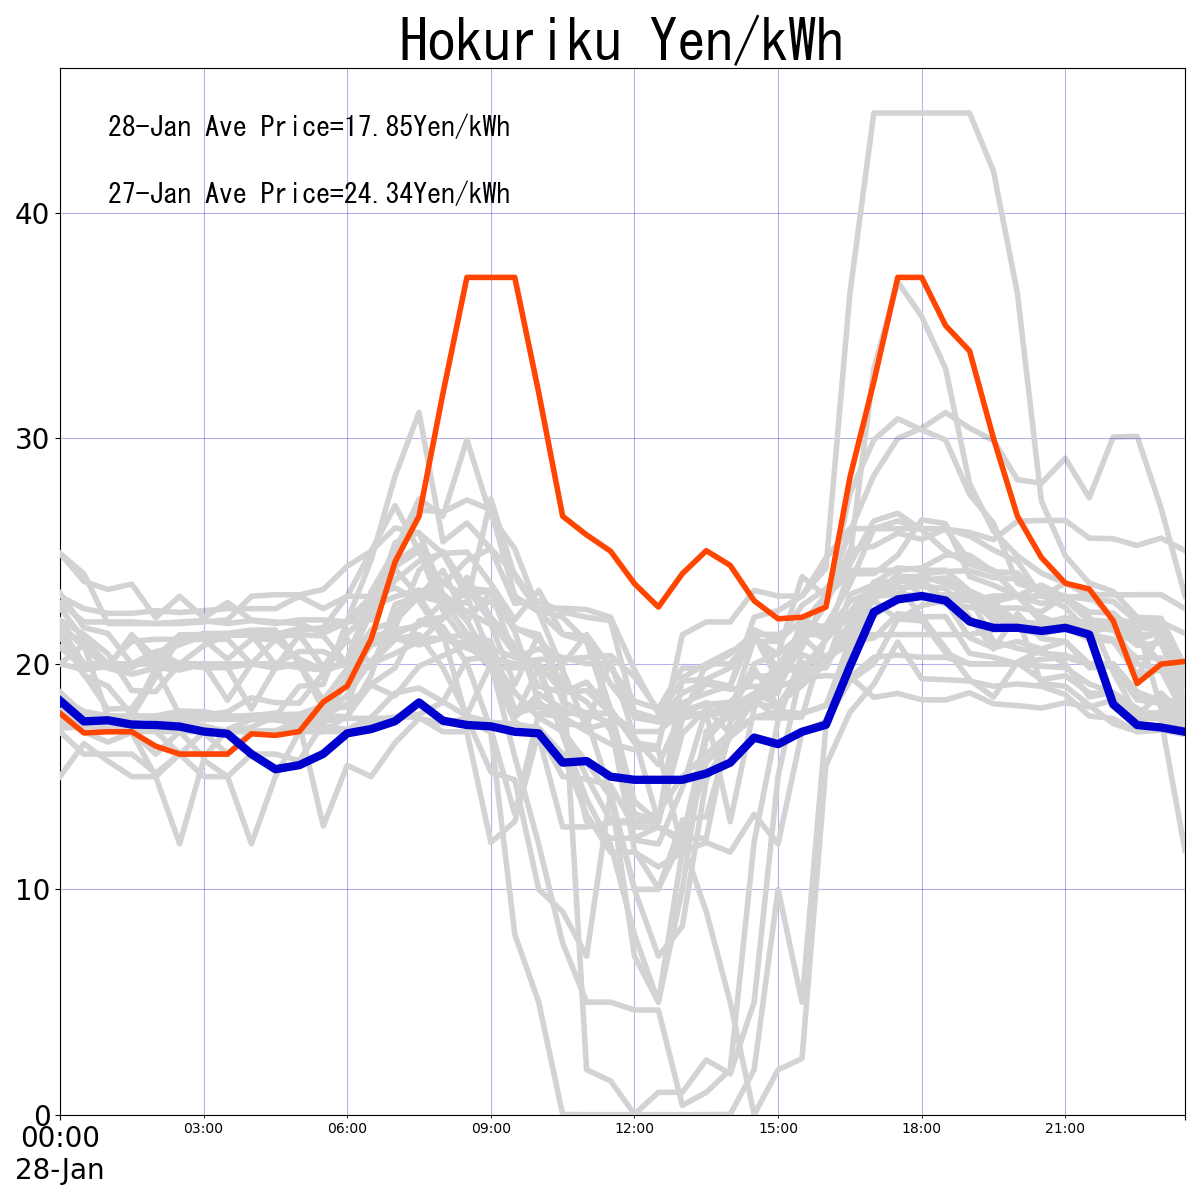 Hokuriku Yen/kWh
28-Jan Ave Price=17.85Yen/kWh
27-Jan Ave Price=24.34Yen/kWh
40
30
20
10
0
00:00 03:00 06:00 09:00 12:00 15:00 18:00 21:00
28-Jan